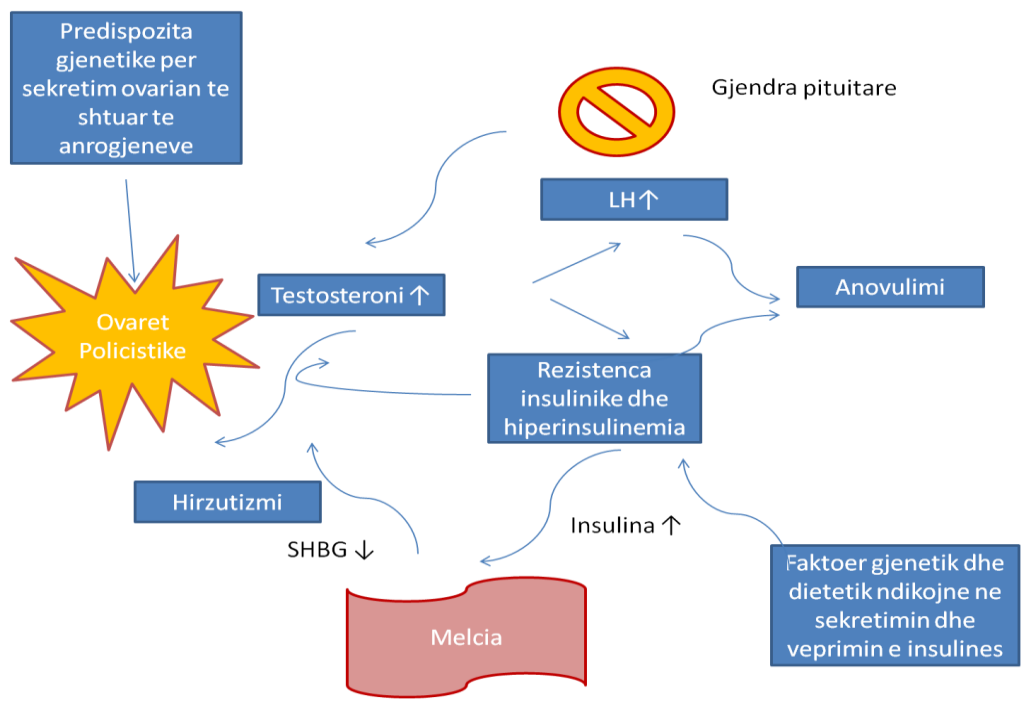 Predispozita
gjenetike per
sekretim ovarian te
shtuar te
anrogjeneve
Gjendra pituitare
LH↑
Testosteroni ↑
Anovulimi
Ovaret
Policistike
Rezistenca
insulinike dhe
hiperinsulinemia
Hirzutizmi
Insulina ↑
SHBG ↓
Faktoer gjenetik dhe
dietetik ndikojne ne
sekretimin dhe
veprimin e insulines
Melcia